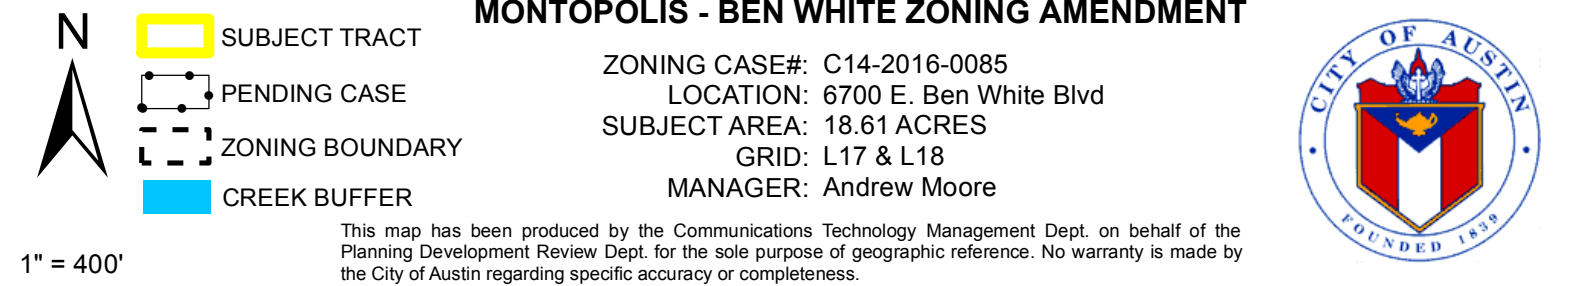 MONTOPOLIS - BEN WHITE ZONING AMENDMENT
N
SUBJECT TRACT
PENDING CASE
ZONING BOUNDARY
CREEK BUFFER
1" = 400'
ZONING CASE#: C14-2016-0085
LOCATION: 6700 E. Ben White Blvd
SUBJECT AREA: 18.61 ACRES
GRID: L17 & L18
MANAGER: Andrew Moore
This map has been produced by the Communications Technology Management Dept. on behalf of the
Planning Development Review Dept. for the sole purpose of geographic reference. No warranty is made by
the City of Austin regarding specific accuracy or completeness.
CITY OF AUSTIN
FOUNDED 1839